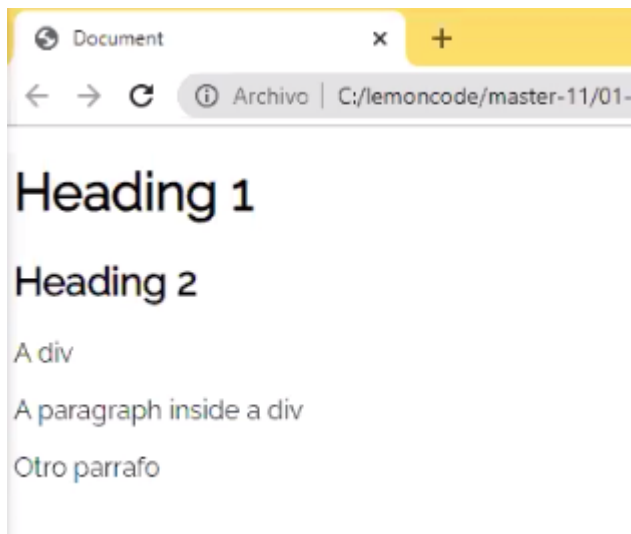 Document
Archivo | C:/lemoncode/master-11/01-
Heading 1
Heading 2
A div
A paragraph inside a div
Otro parrafo